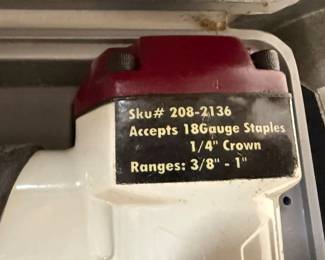 Sku# 208-2136
Accepts 18Gauge Staples
1/4" Crown
Ranges: 3/8" - 1"